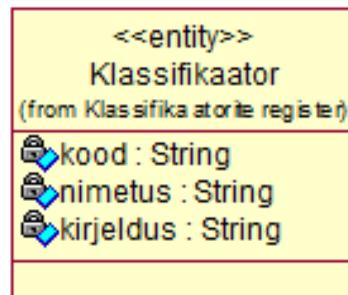 <<entity>>
Klassifikaator
(from Klassifikaatorite register)
kood : String
nimetus : String
kirjeldus : String